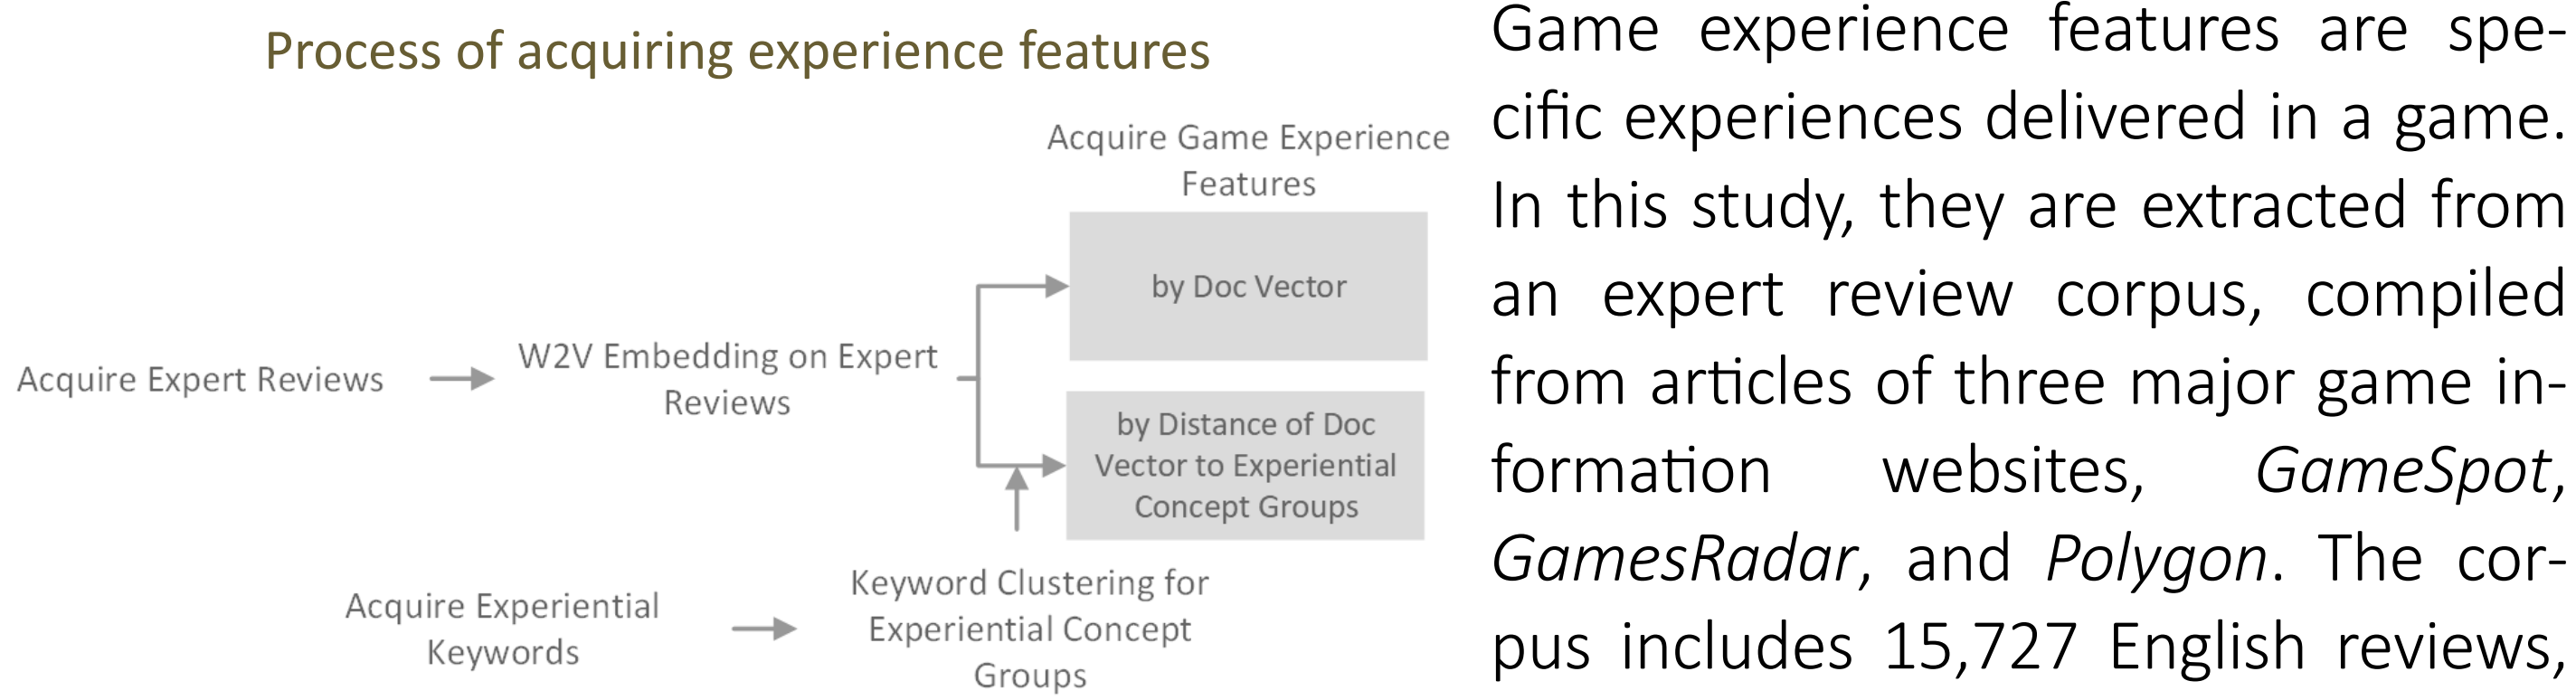 Process of acquiring experience features
Acquire Game Experience
Features
by Doc Vector
Acquire Expert Reviews
W2V Embedding on Expert
Reviews
by Distance of Doc
Vector to Experiential
Concept Groups
Acquire Experiential
Keywords
Keyword Clustering for
Experiential Concept
Groups
Game experience features are spe-
cific experiences delivered in a game.
In this study, they are extracted from
an expert review corpus, compiled
from articles of three major game in-
formation websites, GameSpot,
GamesRadar, and Polygon. The cor-
pus includes 15,727 English reviews,